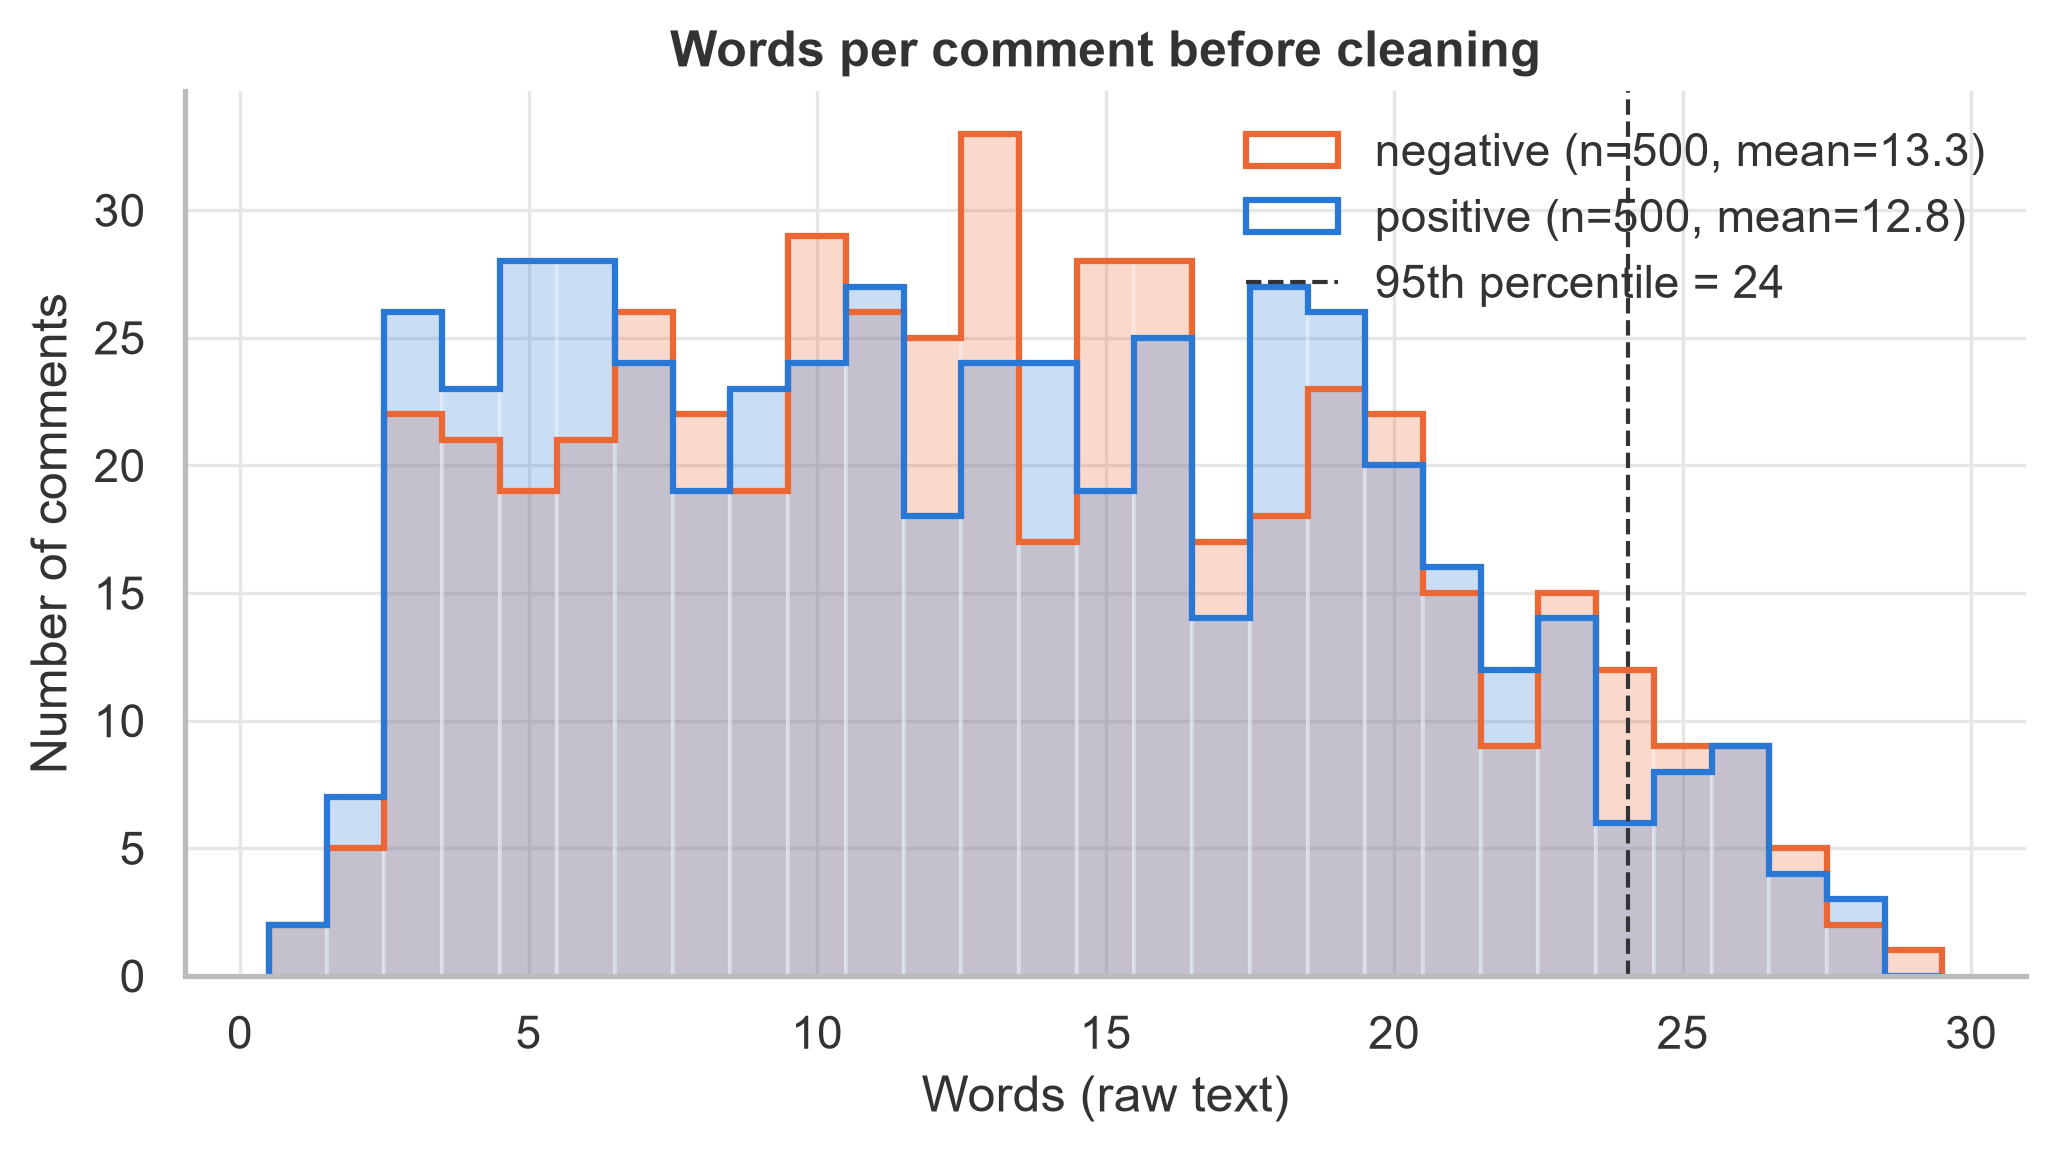 Words per comment before cleaning
negative (n=500, mean=13.3)
positive (n=500, mean=12.8)
95th percentile = 24
Number of comments
30
25
20
15
10
5
0
0 5 10 15 20 25 30
Words (raw text)